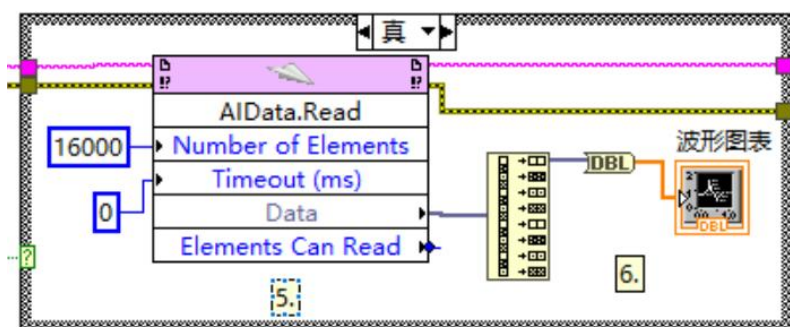 真
AIData.Read
16000
Number of Elements
Timeout (ms)
0
Data
Elements Can Read
DBL
波形图表
DBL
?
5.
6.